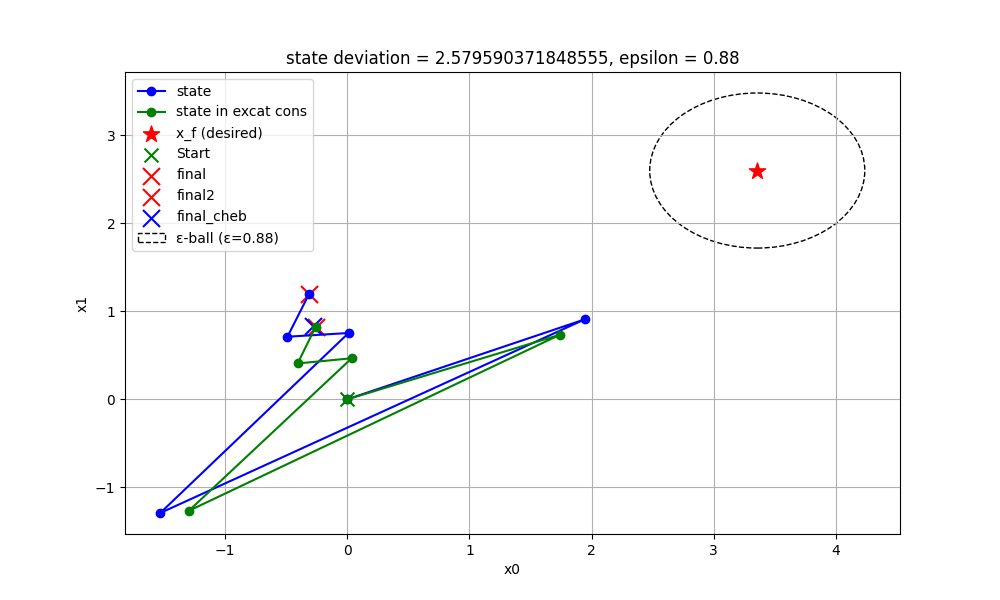 state deviation = 2.579590371848555, epsilon = 0.88
state
state in excat cons
x_f (desired)
Start
final
final2
final_cheb
ε-ball (ε=0.88)
3
2
1
0
−1
x1
−1
0
1
2
3
4
x0